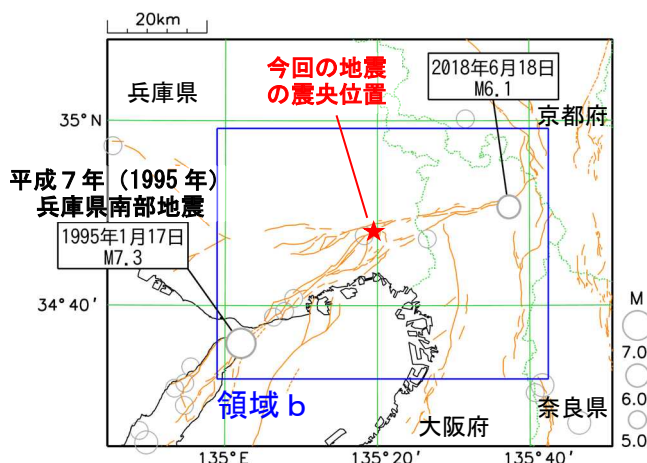 20km
兵庫県
今回の地震
の震央位置
2018年6月18日
M6.1
京都府
35°N
平成７年（1995 年）
兵庫県南部地震
1995年1月17日
M7.3
34°40′
M
7.0
6.0
5.0
領域ｂ
大阪府
奈良県
135°E
135°20′
135°40′